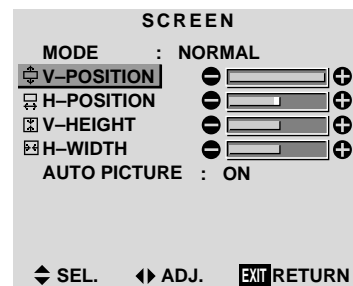 SCREEN
MODE : NORMAL
V–POSITION
H–POSITION
V–HEIGHT
H–WIDTH
AUTO PICTURE : ON
SEL. ADJ. EXIT RETURN